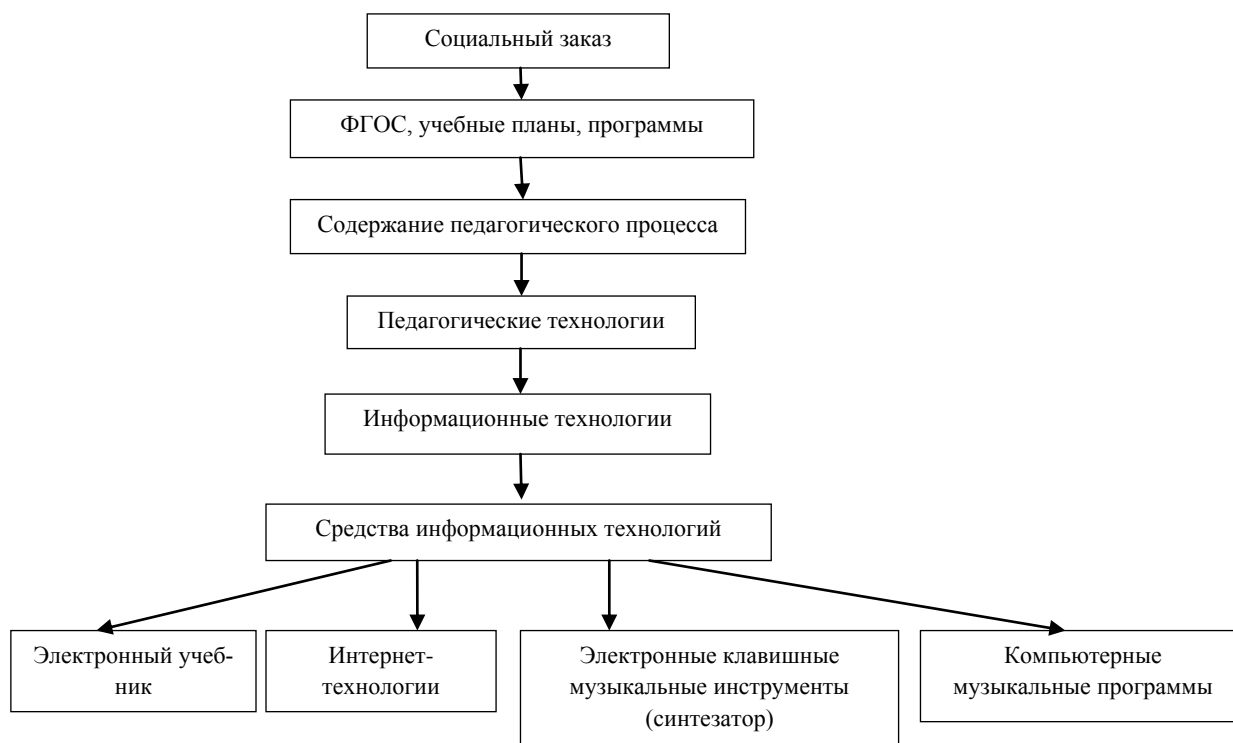 Социальный заказ
ФГОС, учебные планы, программы
Содержание педагогического процесса
Педагогические технологии
Информационные технологии
Средства информационных технологий
Электронный учеб-
ник
Интернет-
технологии
Электронные клавишные
музыкальные инструменты
(синтезатор)
Компьютерные
музыкальные программы